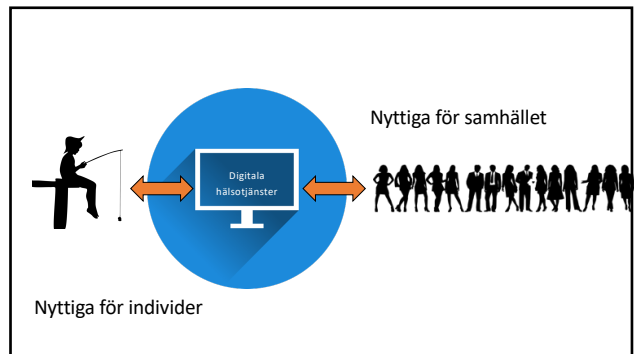 Nyttiga för samhället
Digitala
hälsotjänster
Nyttiga för individer